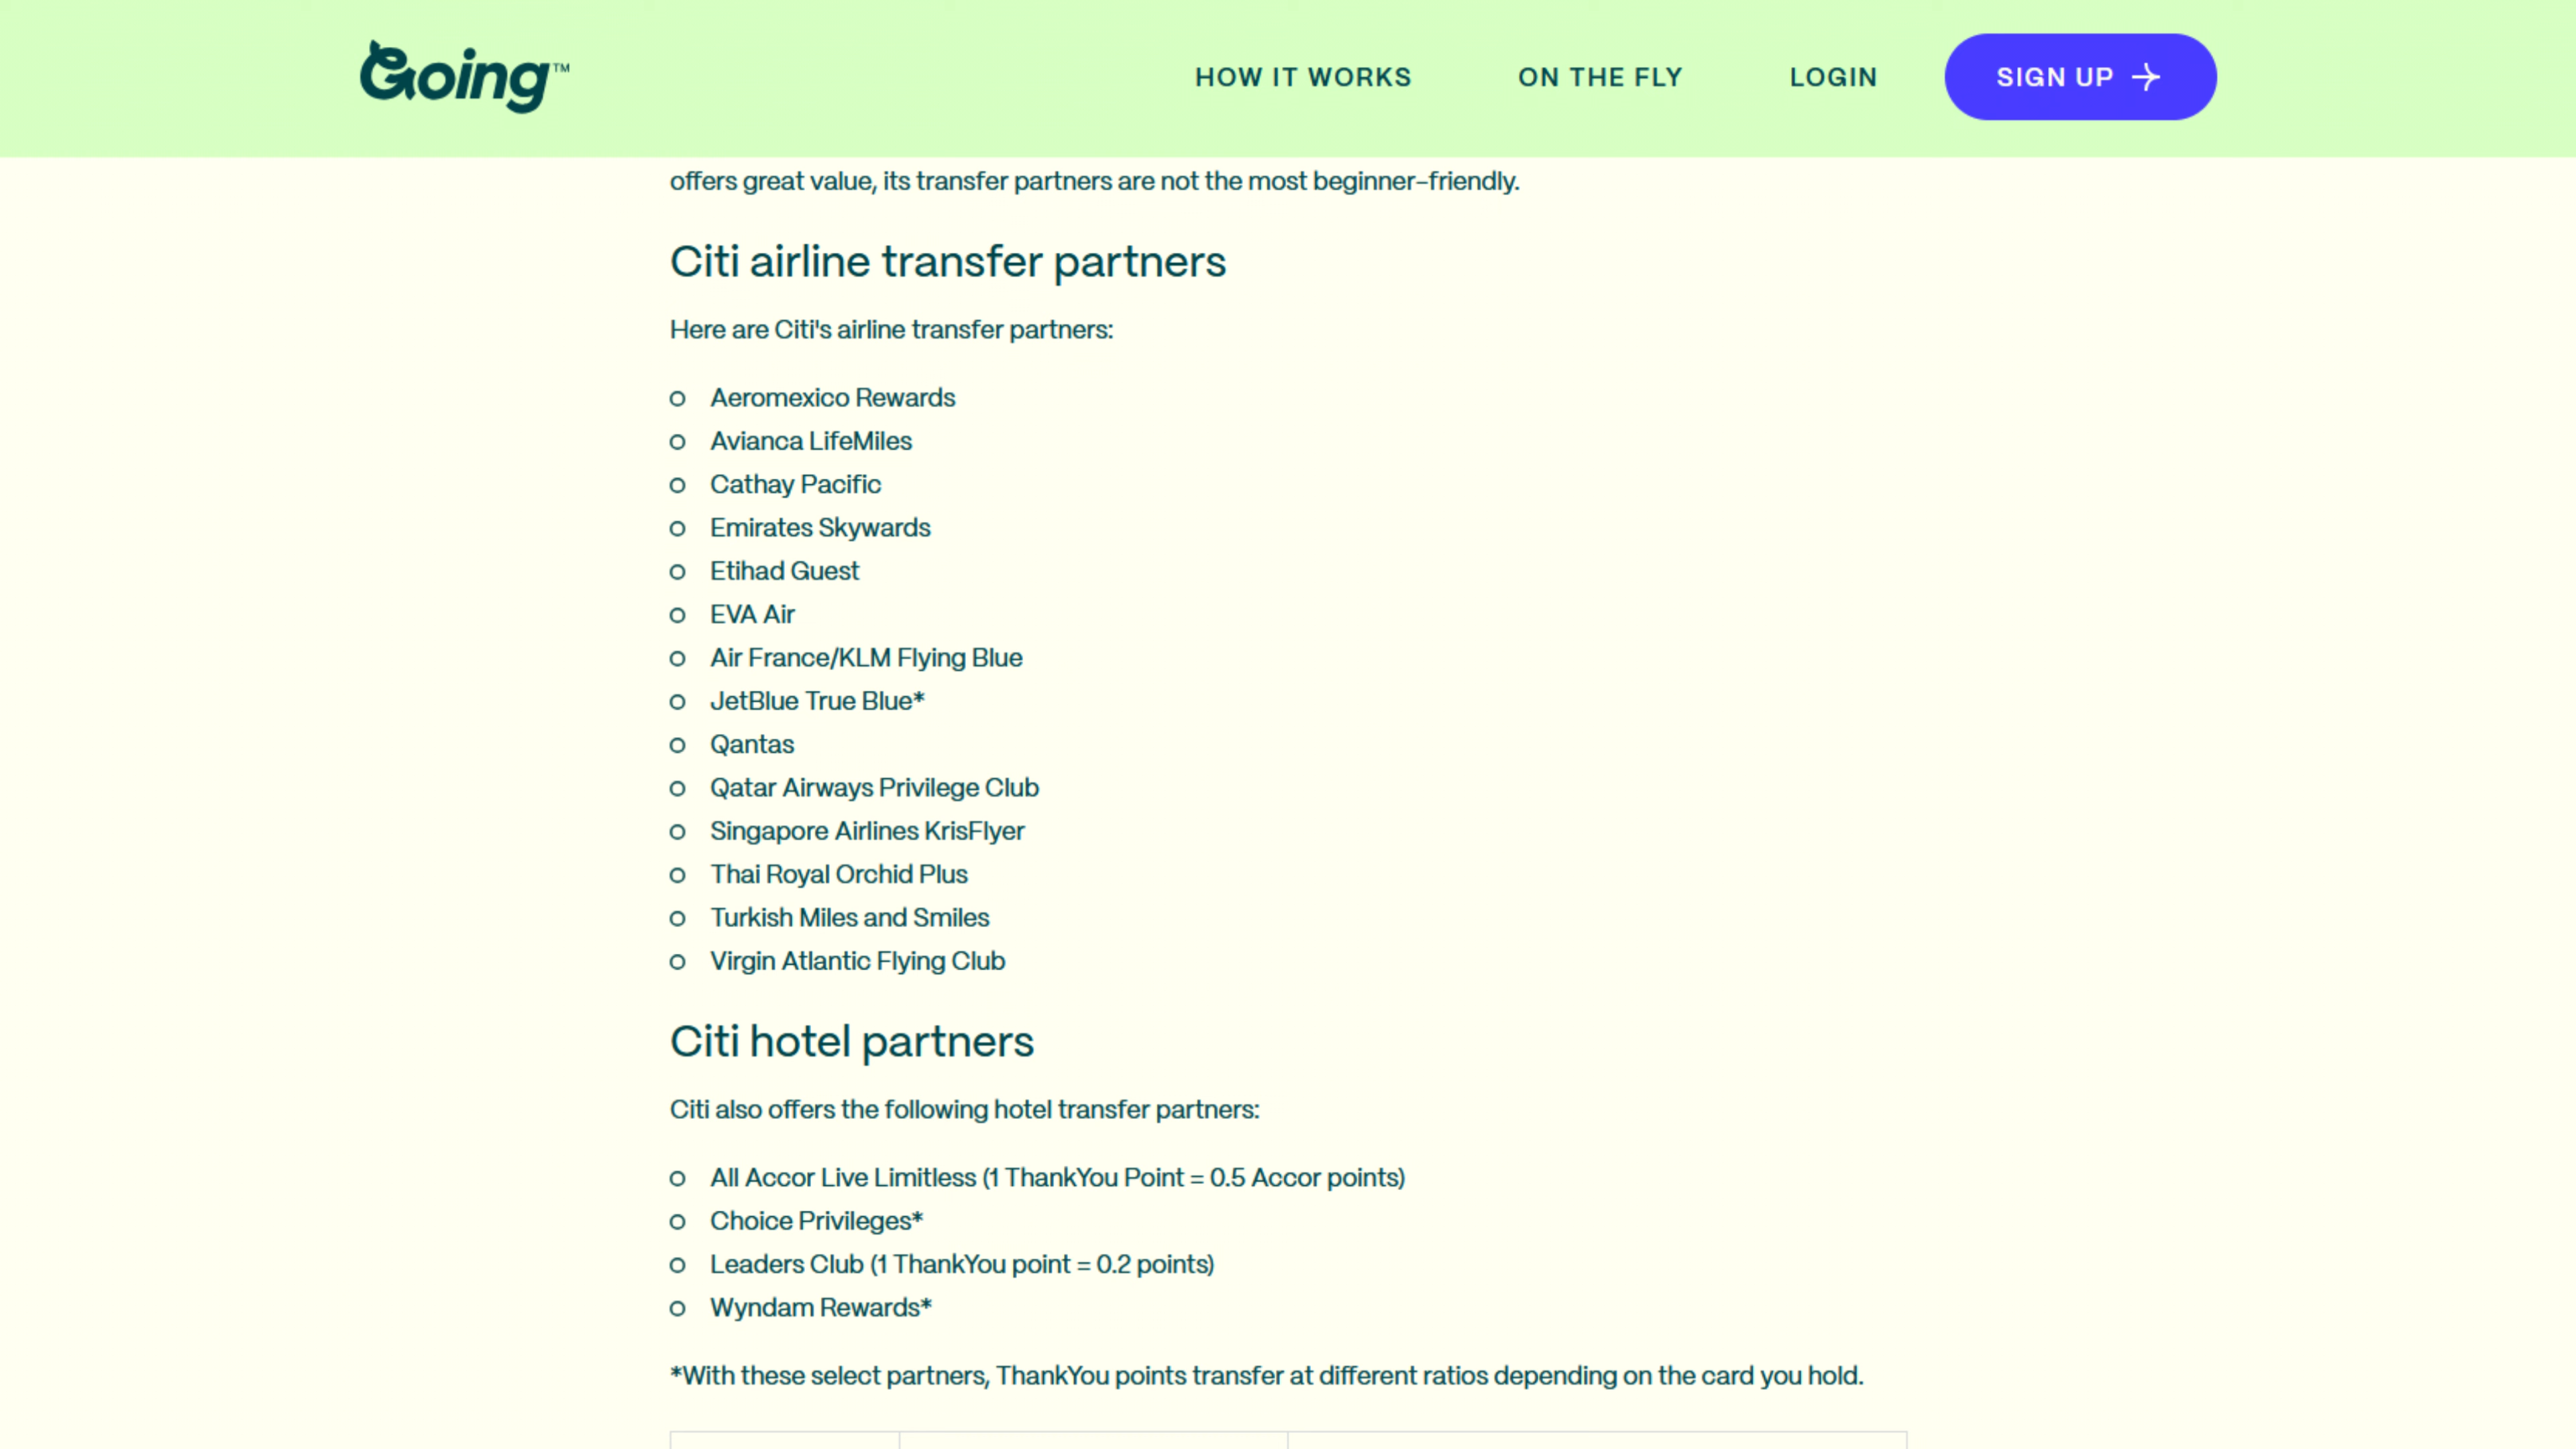 Going™
HOW IT WORKS
ON THE FLY
LOGIN
SIGN UP
offers great value, its transfer partners are not the most beginner-friendly.
Citi airline transfer partners
Here are Citi's airline transfer partners:
Aeromexico Rewards
Avianca LifeMiles
Cathay Pacific
Emirates Skywards
Etihad Guest
EVA Air
Air France/KLM Flying Blue
JetBlue True Blue*
Qantas
Qatar Airways Privilege Club
Singapore Airlines KrisFlyer
Thai Royal Orchid Plus
Turkish Miles and Smiles
Virgin Atlantic Flying Club
Citi hotel partners
Citi also offers the following hotel transfer partners:
All Accor Live Limitless (1 ThankYou Point = 0.5 Accor points)
Choice Privileges*
Leaders Club (1 ThankYou point = 0.2 points)
Wyndam Rewards*
*With these select partners, ThankYou points transfer at different ratios depending on the card you hold.